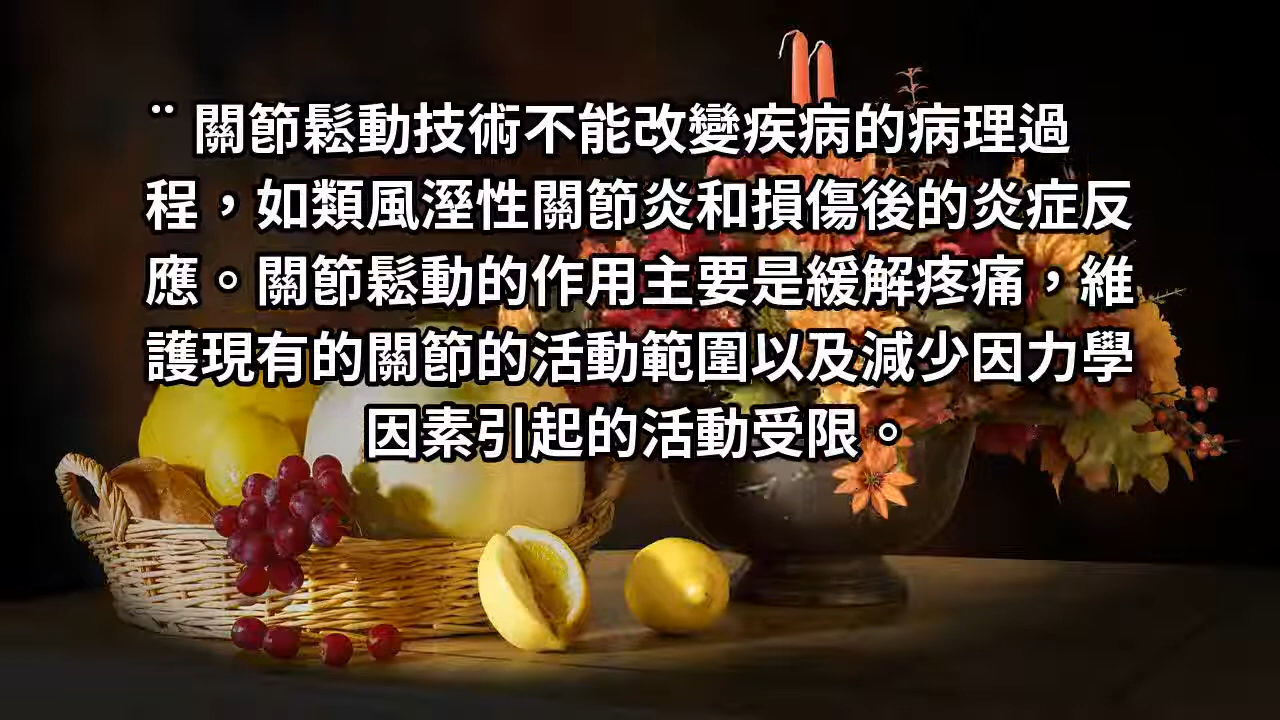 ¨ 關節鬆動技術不能改變疾病的病理過
程，如類風溼性關節炎和損傷後的炎症反
應。關節鬆動的作用主要是緩解疼痛，維
護現有的關節的活動範圍以及減少因力學
因素引起的活動受限。